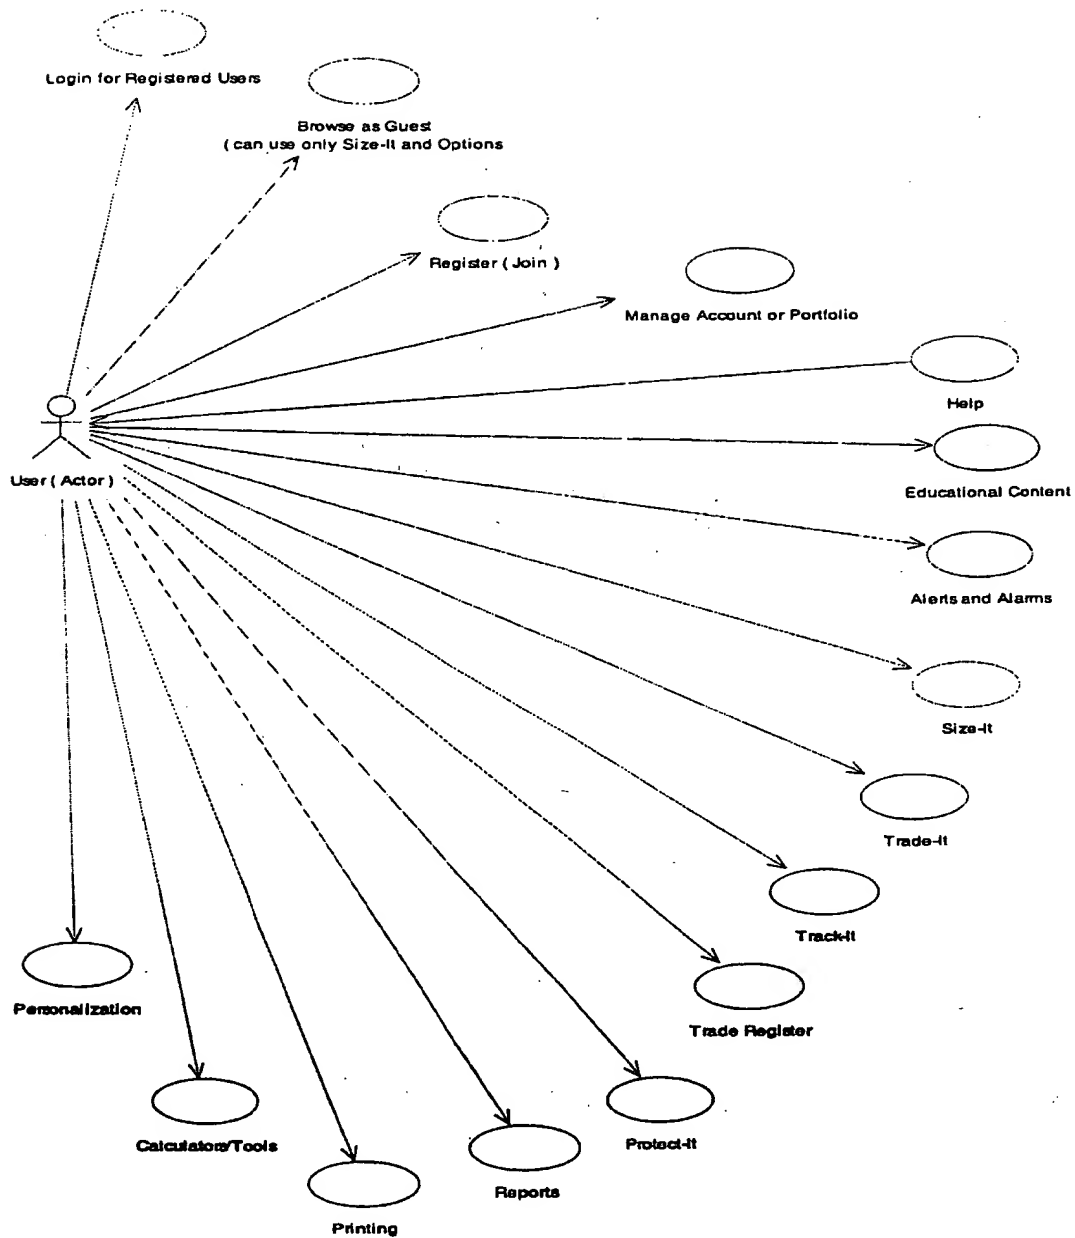 Login for Registered Users
Browse as Guest
( can use only Size-It and Options
Register ( Join )
Manage Account or Portfolio
Help
User ( Actor )
Educational Content
Alerts and Alarms
Size-It
Trade-It
Track-It
Trade Register
Personalization
Protect-It
Calculators/Tools
Reports
Printing